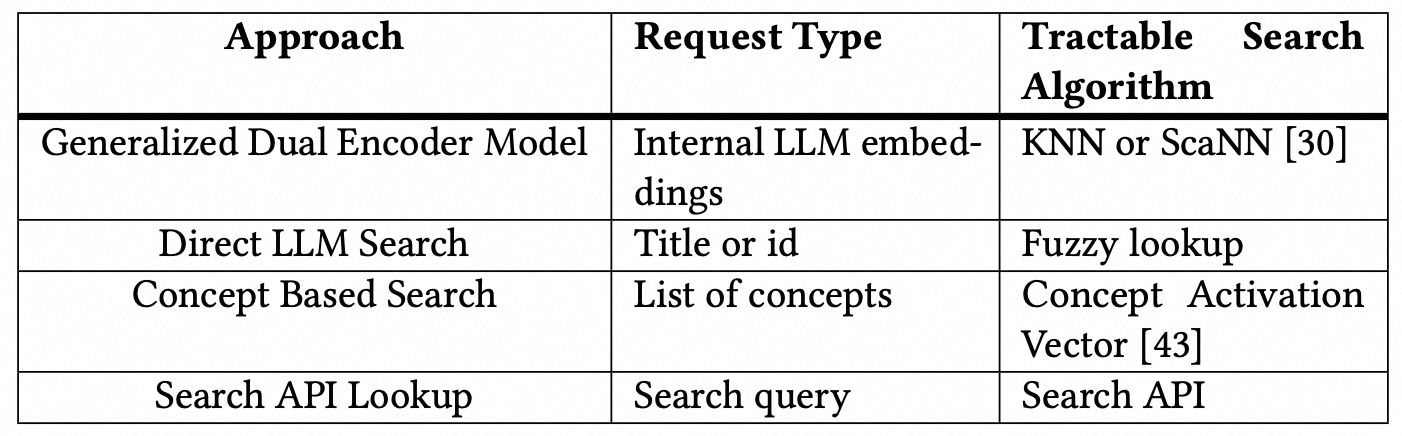 Approach Request Type Tractable Search
Algorithm
Generalized Dual Encoder Model Internal LLM embed- KNN or ScaNN [30]
dings
Direct LLM Search Title or id Fuzzy lookup
Concept Based Search List of concepts Concept Activation
Vector [43]
Search API Lookup Search query Search API